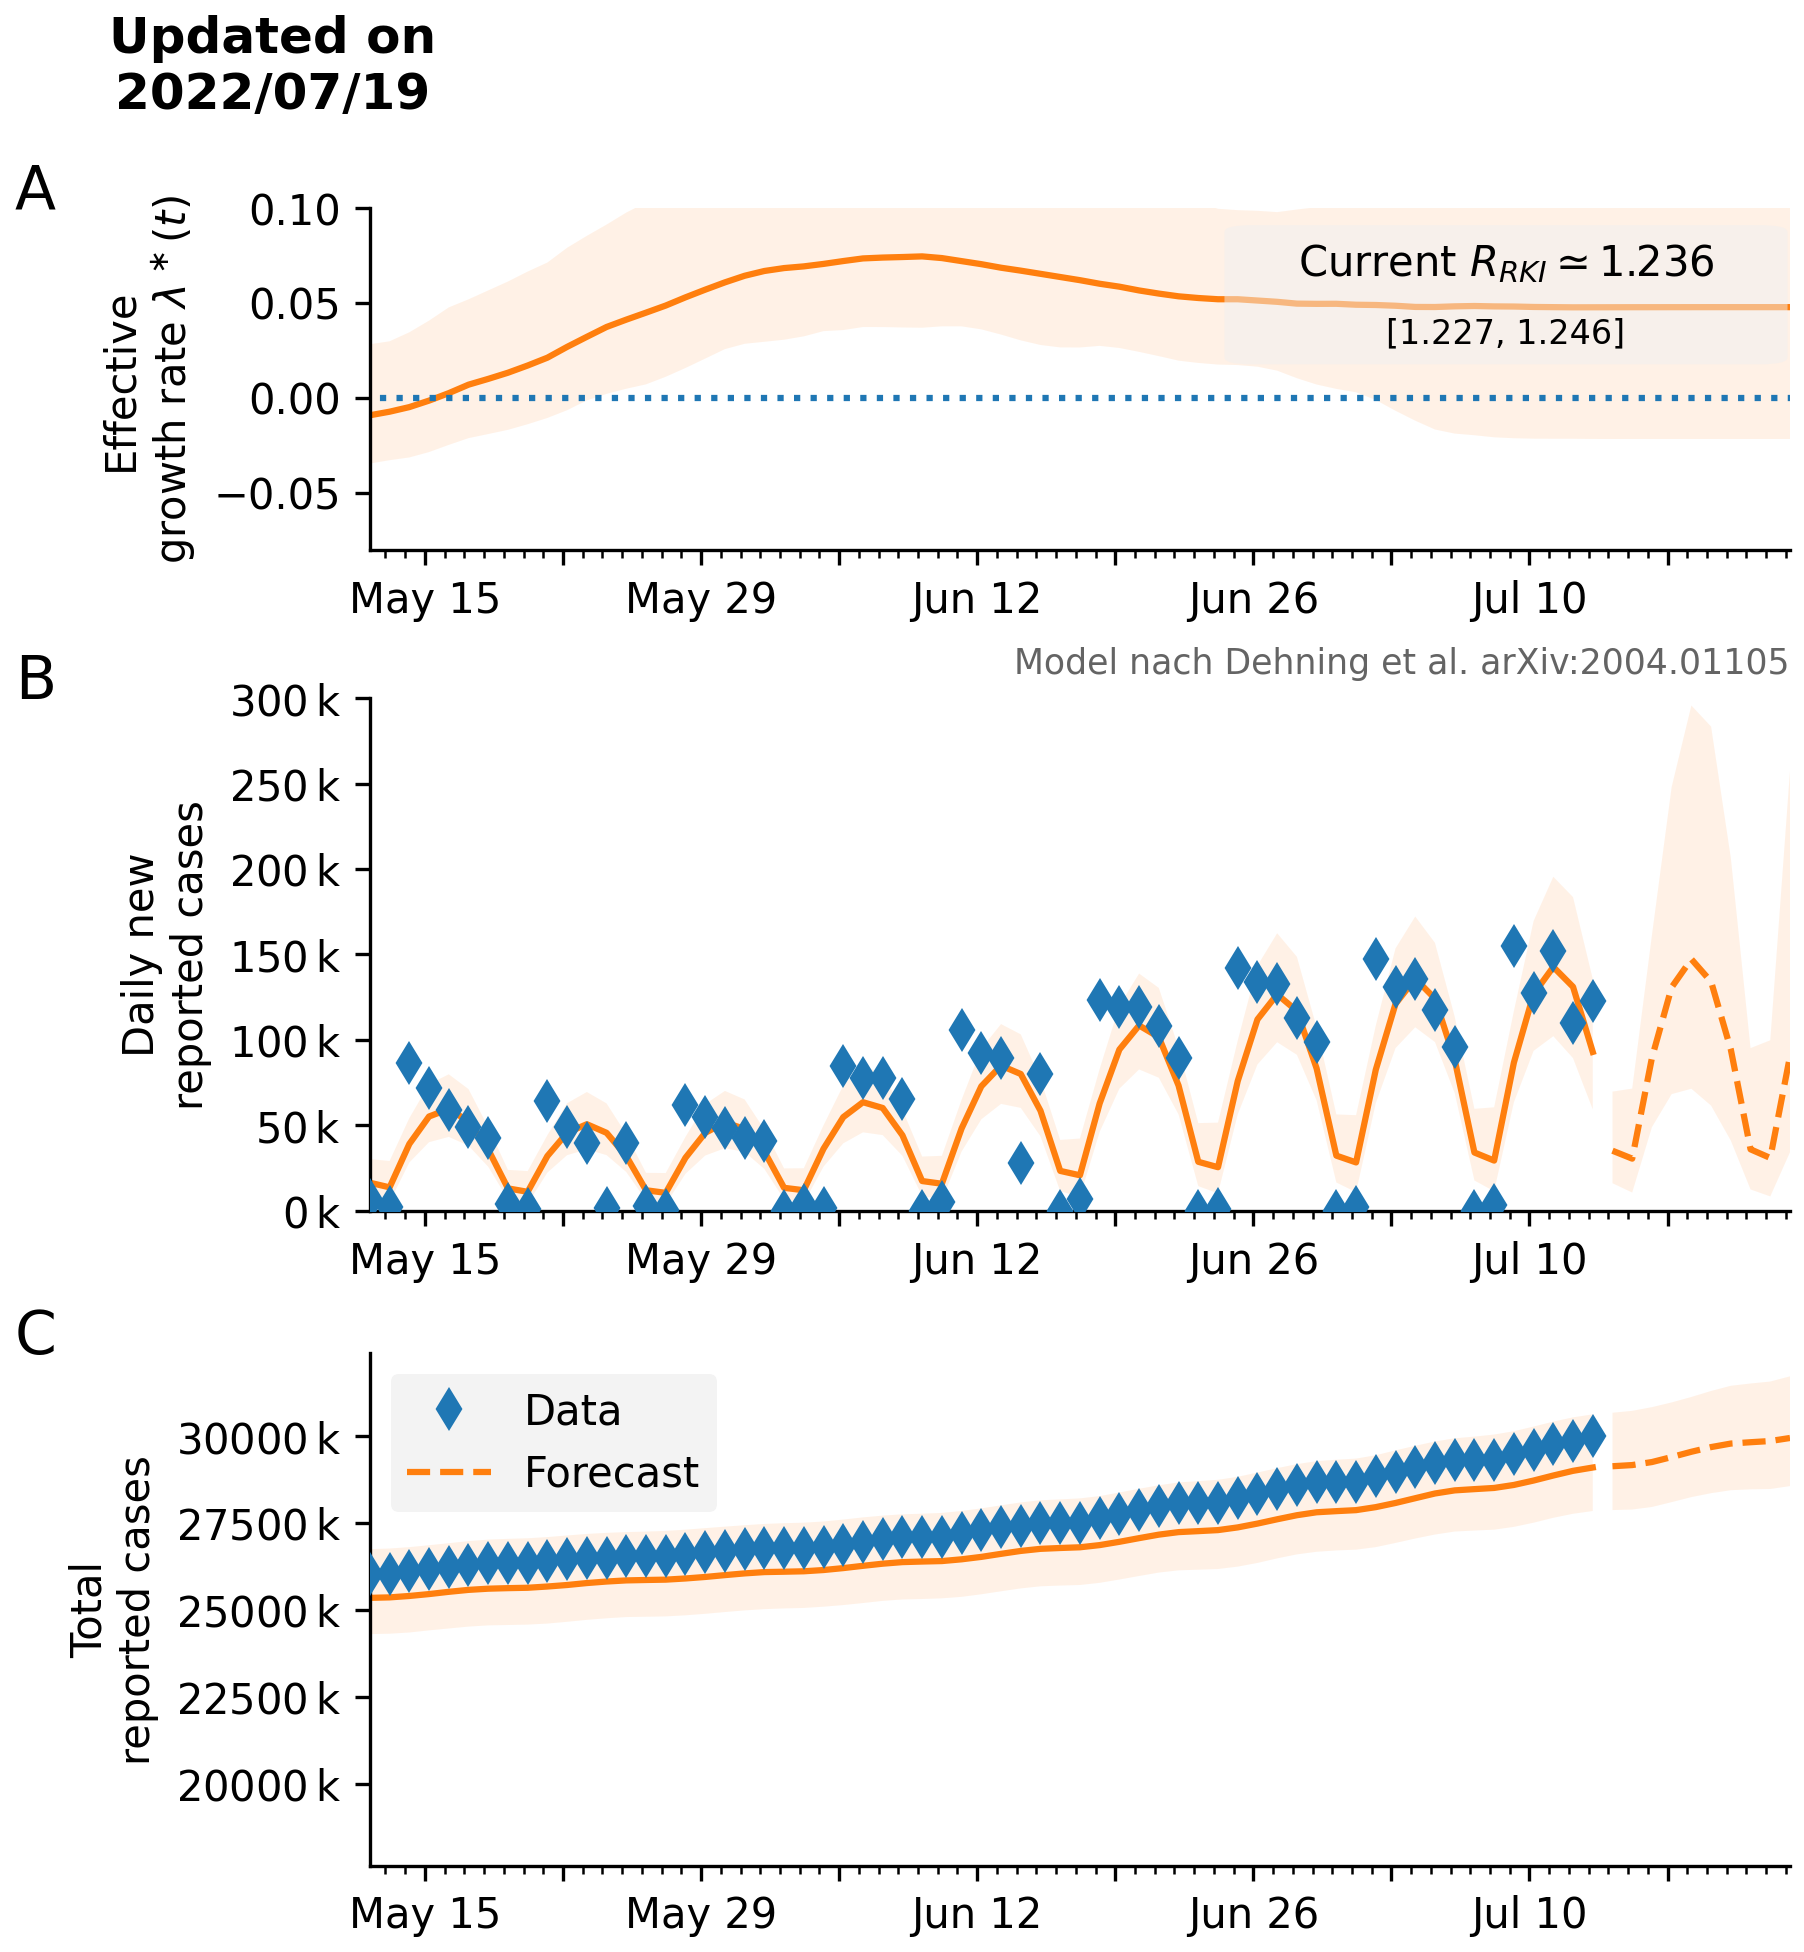 Updated on
2022/07/19
A
Effective
growth rate λ * (t)
0.10
0.05
0.00
−0.05
Current R_RKI ≃ 1.236
[1.227, 1.246]
May 15
May 29
Jun 12
Jun 26
Jul 10
Model nach Dehning et al. arXiv:2004.01105
B
Daily new
reported cases
300 k
250 k
200 k
150 k
100 k
50 k
0 k
May 15
May 29
Jun 12
Jun 26
Jul 10
C
Total
reported cases
30000 k
27500 k
25000 k
22500 k
20000 k
Data
Forecast
May 15
May 29
Jun 12
Jun 26
Jul 10